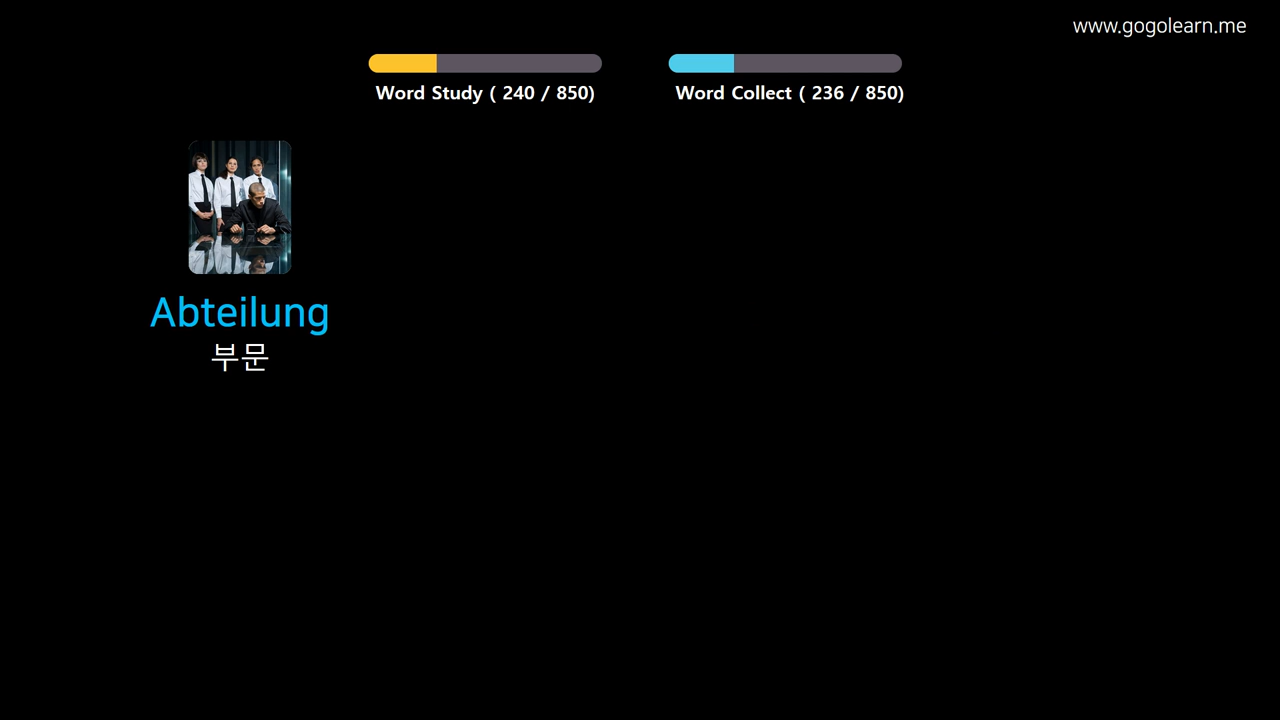 www.gogolearn.me
Word Study ( 240 / 850)
Word Collect ( 236 / 850)
Abteilung
부문